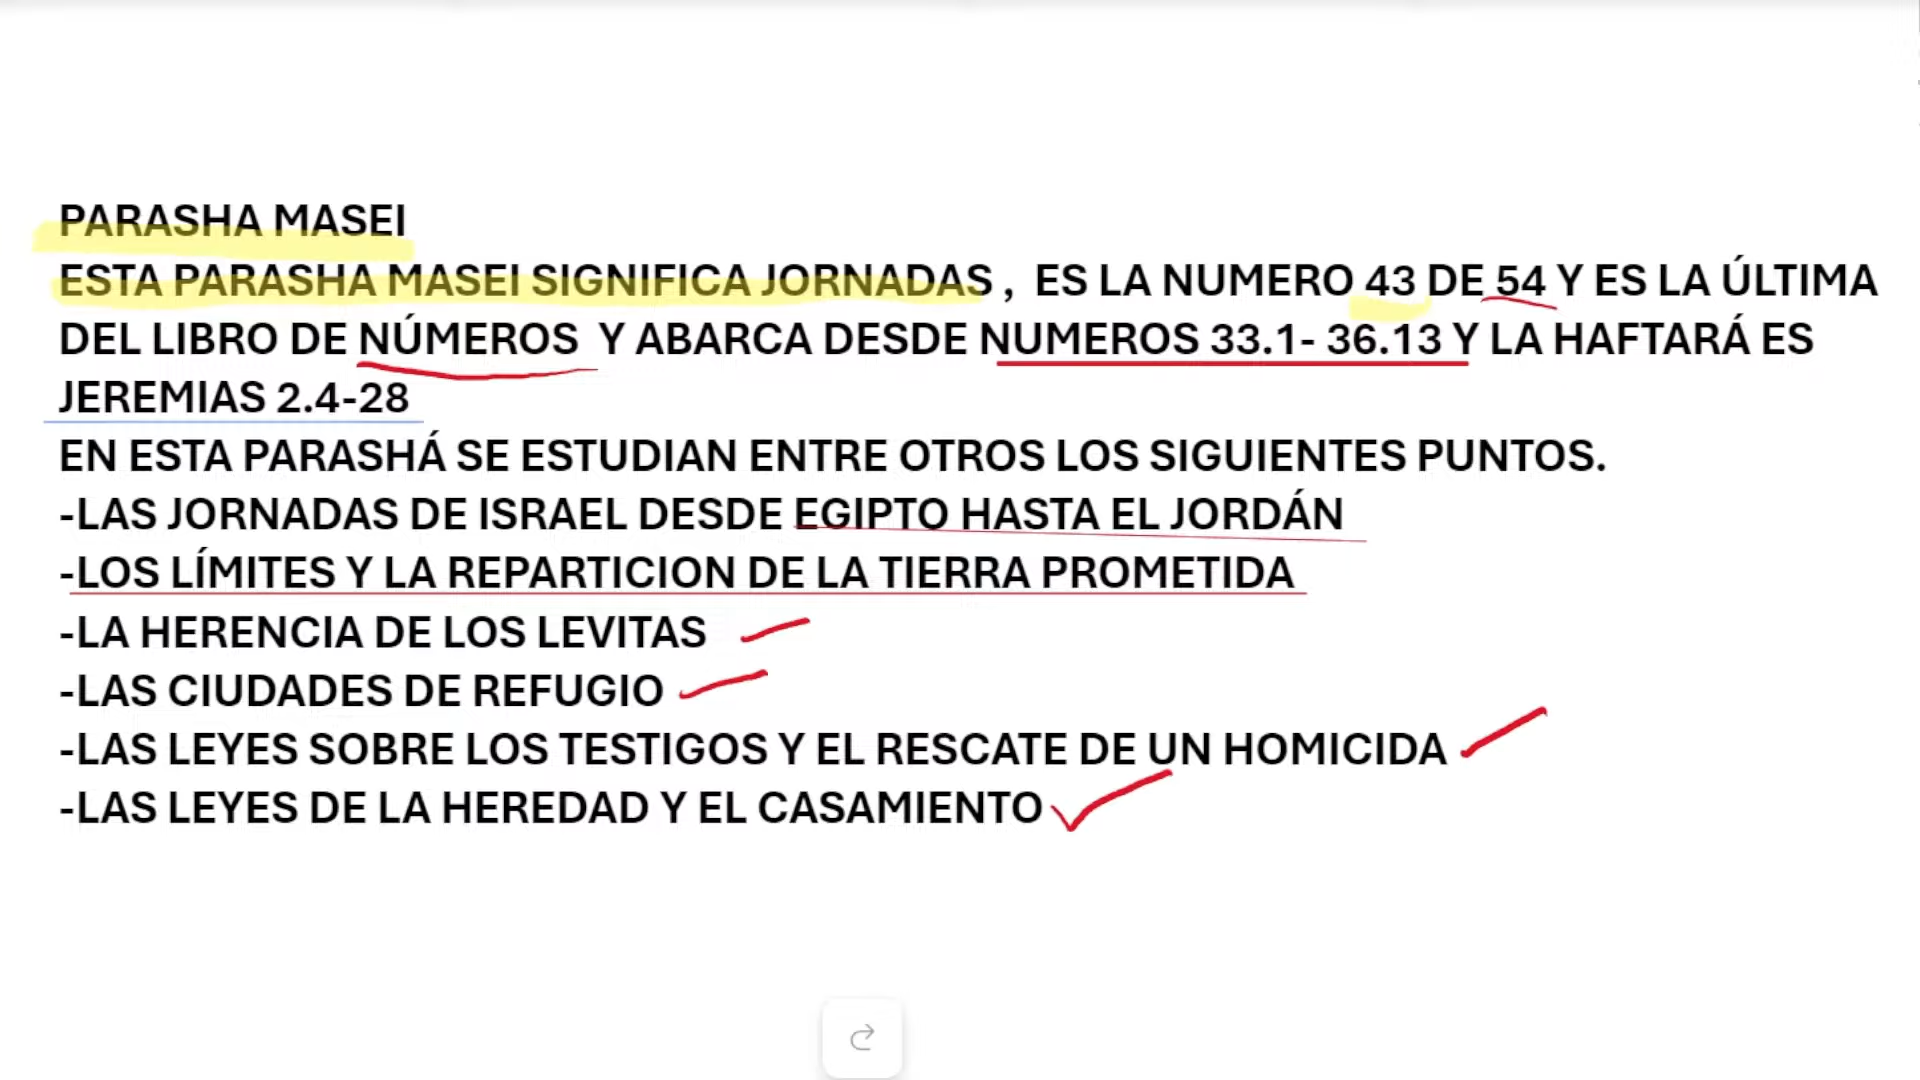 PARASHA MASEI
ESTA PARASHA MASEI SIGNIFICA JORNADAS , ES LA NUMERO 43 DE 54 Y ES LA ÚLTIMA
DEL LIBRO DE NÚMEROS Y ABARCA DESDE NUMEROS 33.1- 36.13 Y LA HAFTARÁ ES
JEREMIAS 2.4-28
EN ESTA PARASHÁ SE ESTUDIAN ENTRE OTROS LOS SIGUIENTES PUNTOS.
-LAS JORNADAS DE ISRAEL DESDE EGIPTO HASTA EL JORDÁN
-LOS LÍMITES Y LA REPARTICION DE LA TIERRA PROMETIDA
-LA HERENCIA DE LOS LEVITAS
-LAS CIUDADES DE REFUGIO
-LAS LEYES SOBRE LOS TESTIGOS Y EL RESCATE DE UN HOMICIDA
-LAS LEYES DE LA HEREDAD Y EL CASAMIENTO